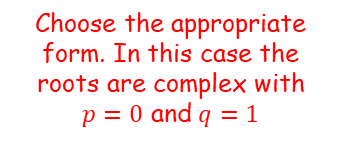 Choose the appropriate
form. In this case the
roots are complex with
p = 0 and q = 1